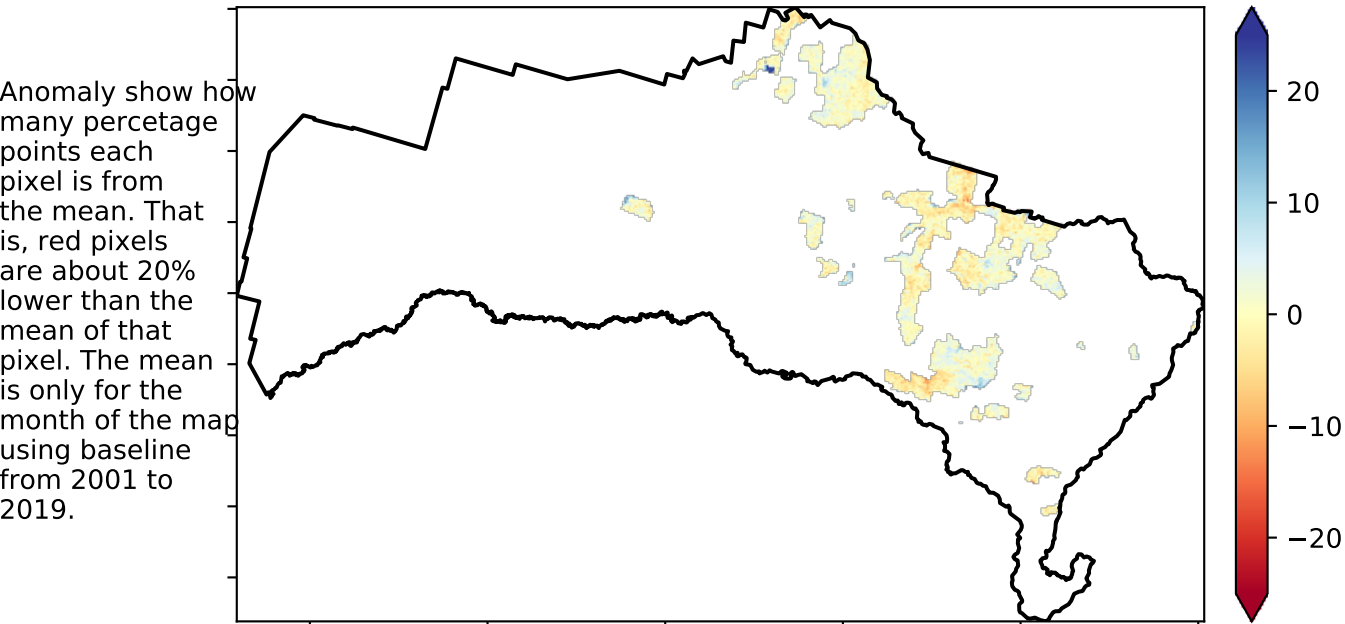 Anomaly show how
many percetage
points each
pixel is from
the mean. That
is, red pixels
are about 20%
lower than the
mean of that
pixel. The mean
is only for the
month of the map
using baseline
from 2001 to
2019.
20
10
0
−10
−20